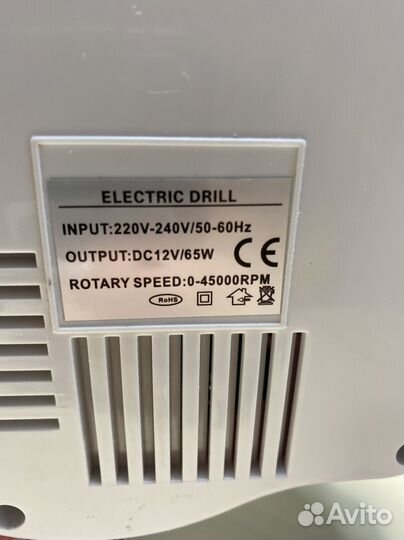 ELECTRIC DRILL
INPUT:220V-240V/50-60Hz
OUTPUT:DC12V/65W
CE
ROTARY SPEED:0-45000RPM
RoHS
Avito